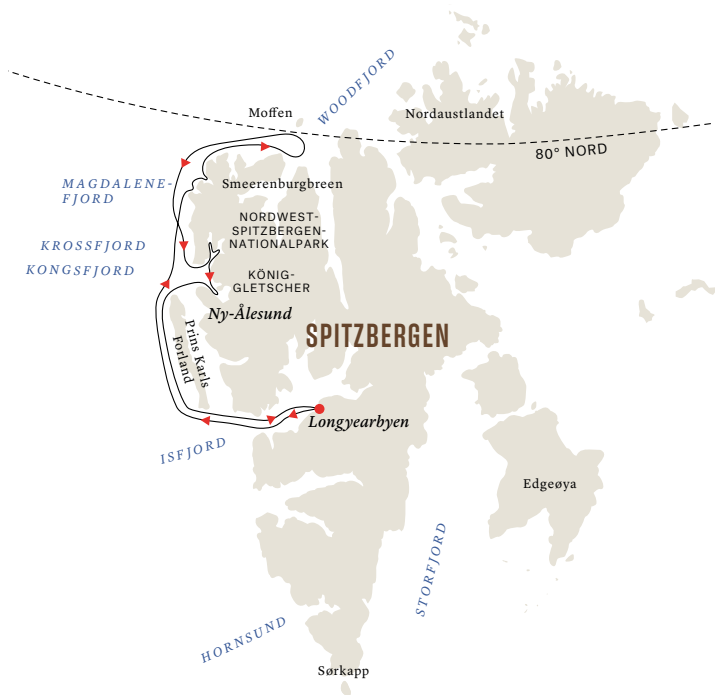 WOODFJORD
Moffen
Nordaustlandet
80° NORD
MAGDALENE-
FJORD
Smeerenburgbreen
NORDWEST-
SPITZBERGEN-
NATIONALPARK
KROSSFJORD
KONGSFJORD
KÖNIG-
GLETSCHER
Ny-Ålesund
SPITZBERGEN
Prins Karls
Forland
Longyearbyen
ISFJORD
Edgeøya
STORFJORD
HORNSUND
Sørkapp